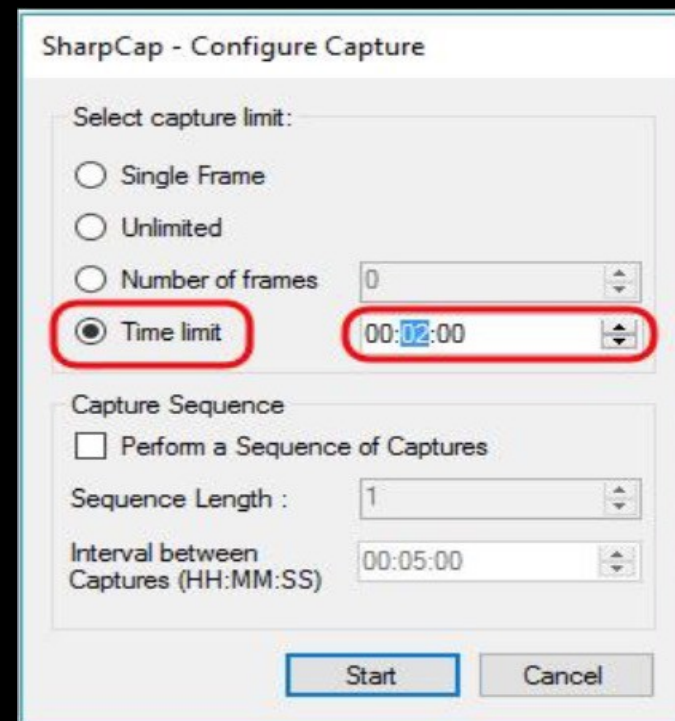 SharpCap - Configure Capture
Select capture limit:
Single Frame
Unlimited
Number of frames 0
Time limit 00:02:00
Capture Sequence
Perform a Sequence of Captures
Sequence Length : 1
Interval between
Captures (HH:MM:SS) 00:05:00
Start Cancel